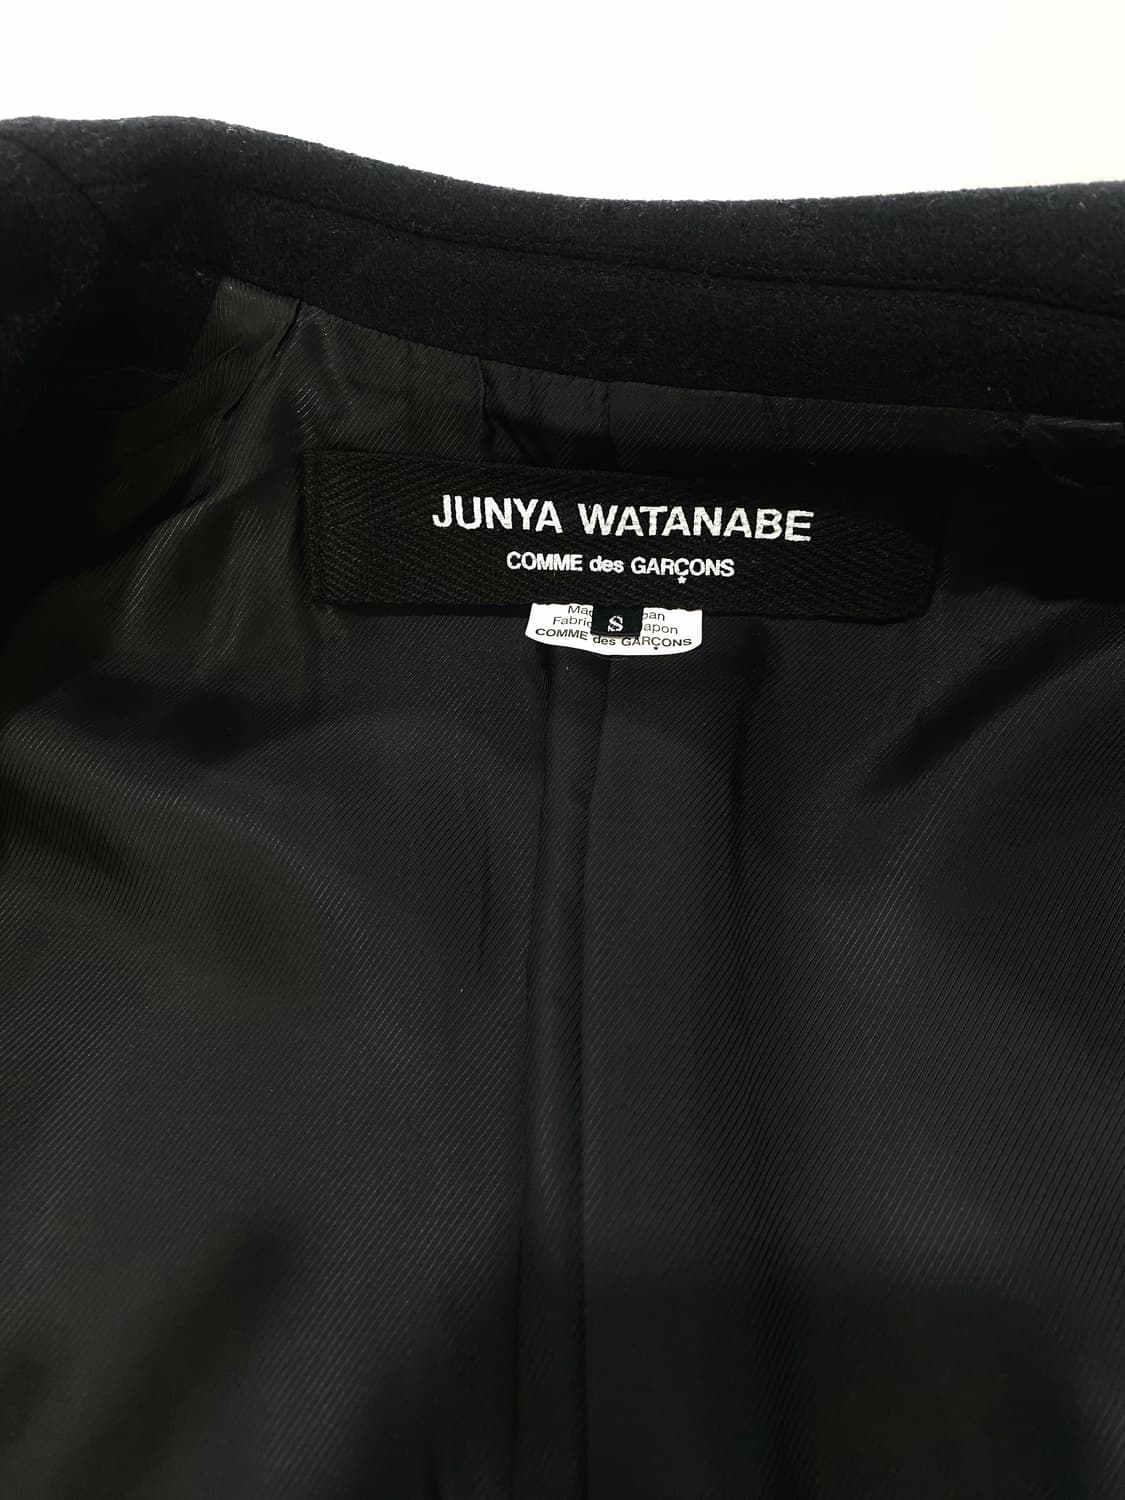 JUNYA WATANABE
COMME des GARÇONS
S
COMME des GARÇONS